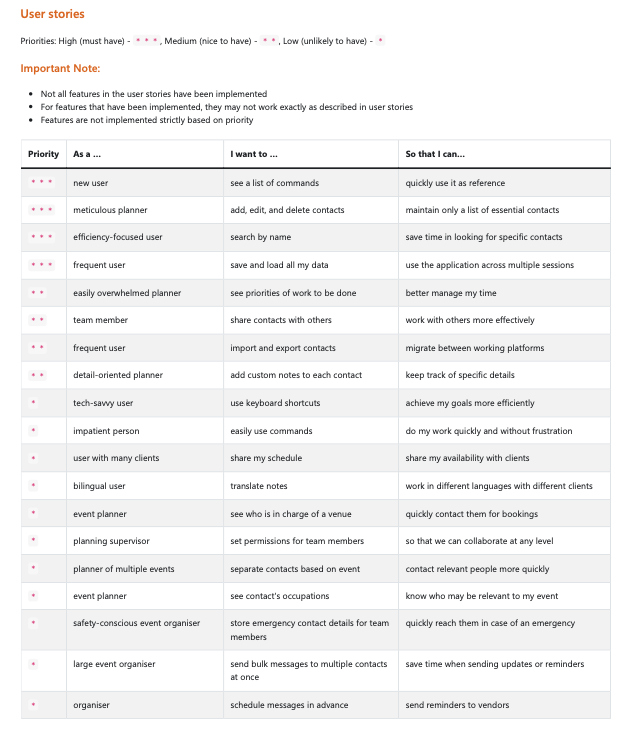 User stories
Priorities: High (must have) - * * *, Medium (nice to have) - * *, Low (unlikely to have) - *
Important Note:
• Not all features in the user stories have been implemented
• For features that have been implemented, they may not work exactly as described in user stories
• Features are not implemented strictly based on priority
Priority As a ... I want to ... So that I can...
* * * new user see a list of commands quickly use it as reference
* * * meticulous planner add, edit, and delete contacts maintain only a list of essential contacts
* * * efficiency-focused user search by name save time in looking for specific contacts
* * * frequent user save and load all my data use the application across multiple sessions
* * easily overwhelmed planner see priorities of work to be done better manage my time
* * team member share contacts with others work with others more effectively
* * frequent user import and export contacts migrate between working platforms
* * detail-oriented planner add custom notes to each contact keep track of specific details
* tech-savvy user use keyboard shortcuts achieve my goals more efficiently
* impatient person easily use commands do my work quickly and without frustration
* user with many clients share my schedule share my availability with clients
* bilingual user translate notes work in different languages with different clients
* event planner see who is in charge of a venue quickly contact them for bookings
* planning supervisor set permissions for team members so that we can collaborate at any level
* planner of multiple events separate contacts based on event contact relevant people more quickly
* event planner see contact's occupations know who may be relevant to my event
* safety-conscious event organiser store emergency contact details for team quickly reach them in case of an emergency
members
* large event organiser send bulk messages to multiple contacts save time when sending updates or reminders
at once
* organiser schedule messages in advance send reminders to vendors